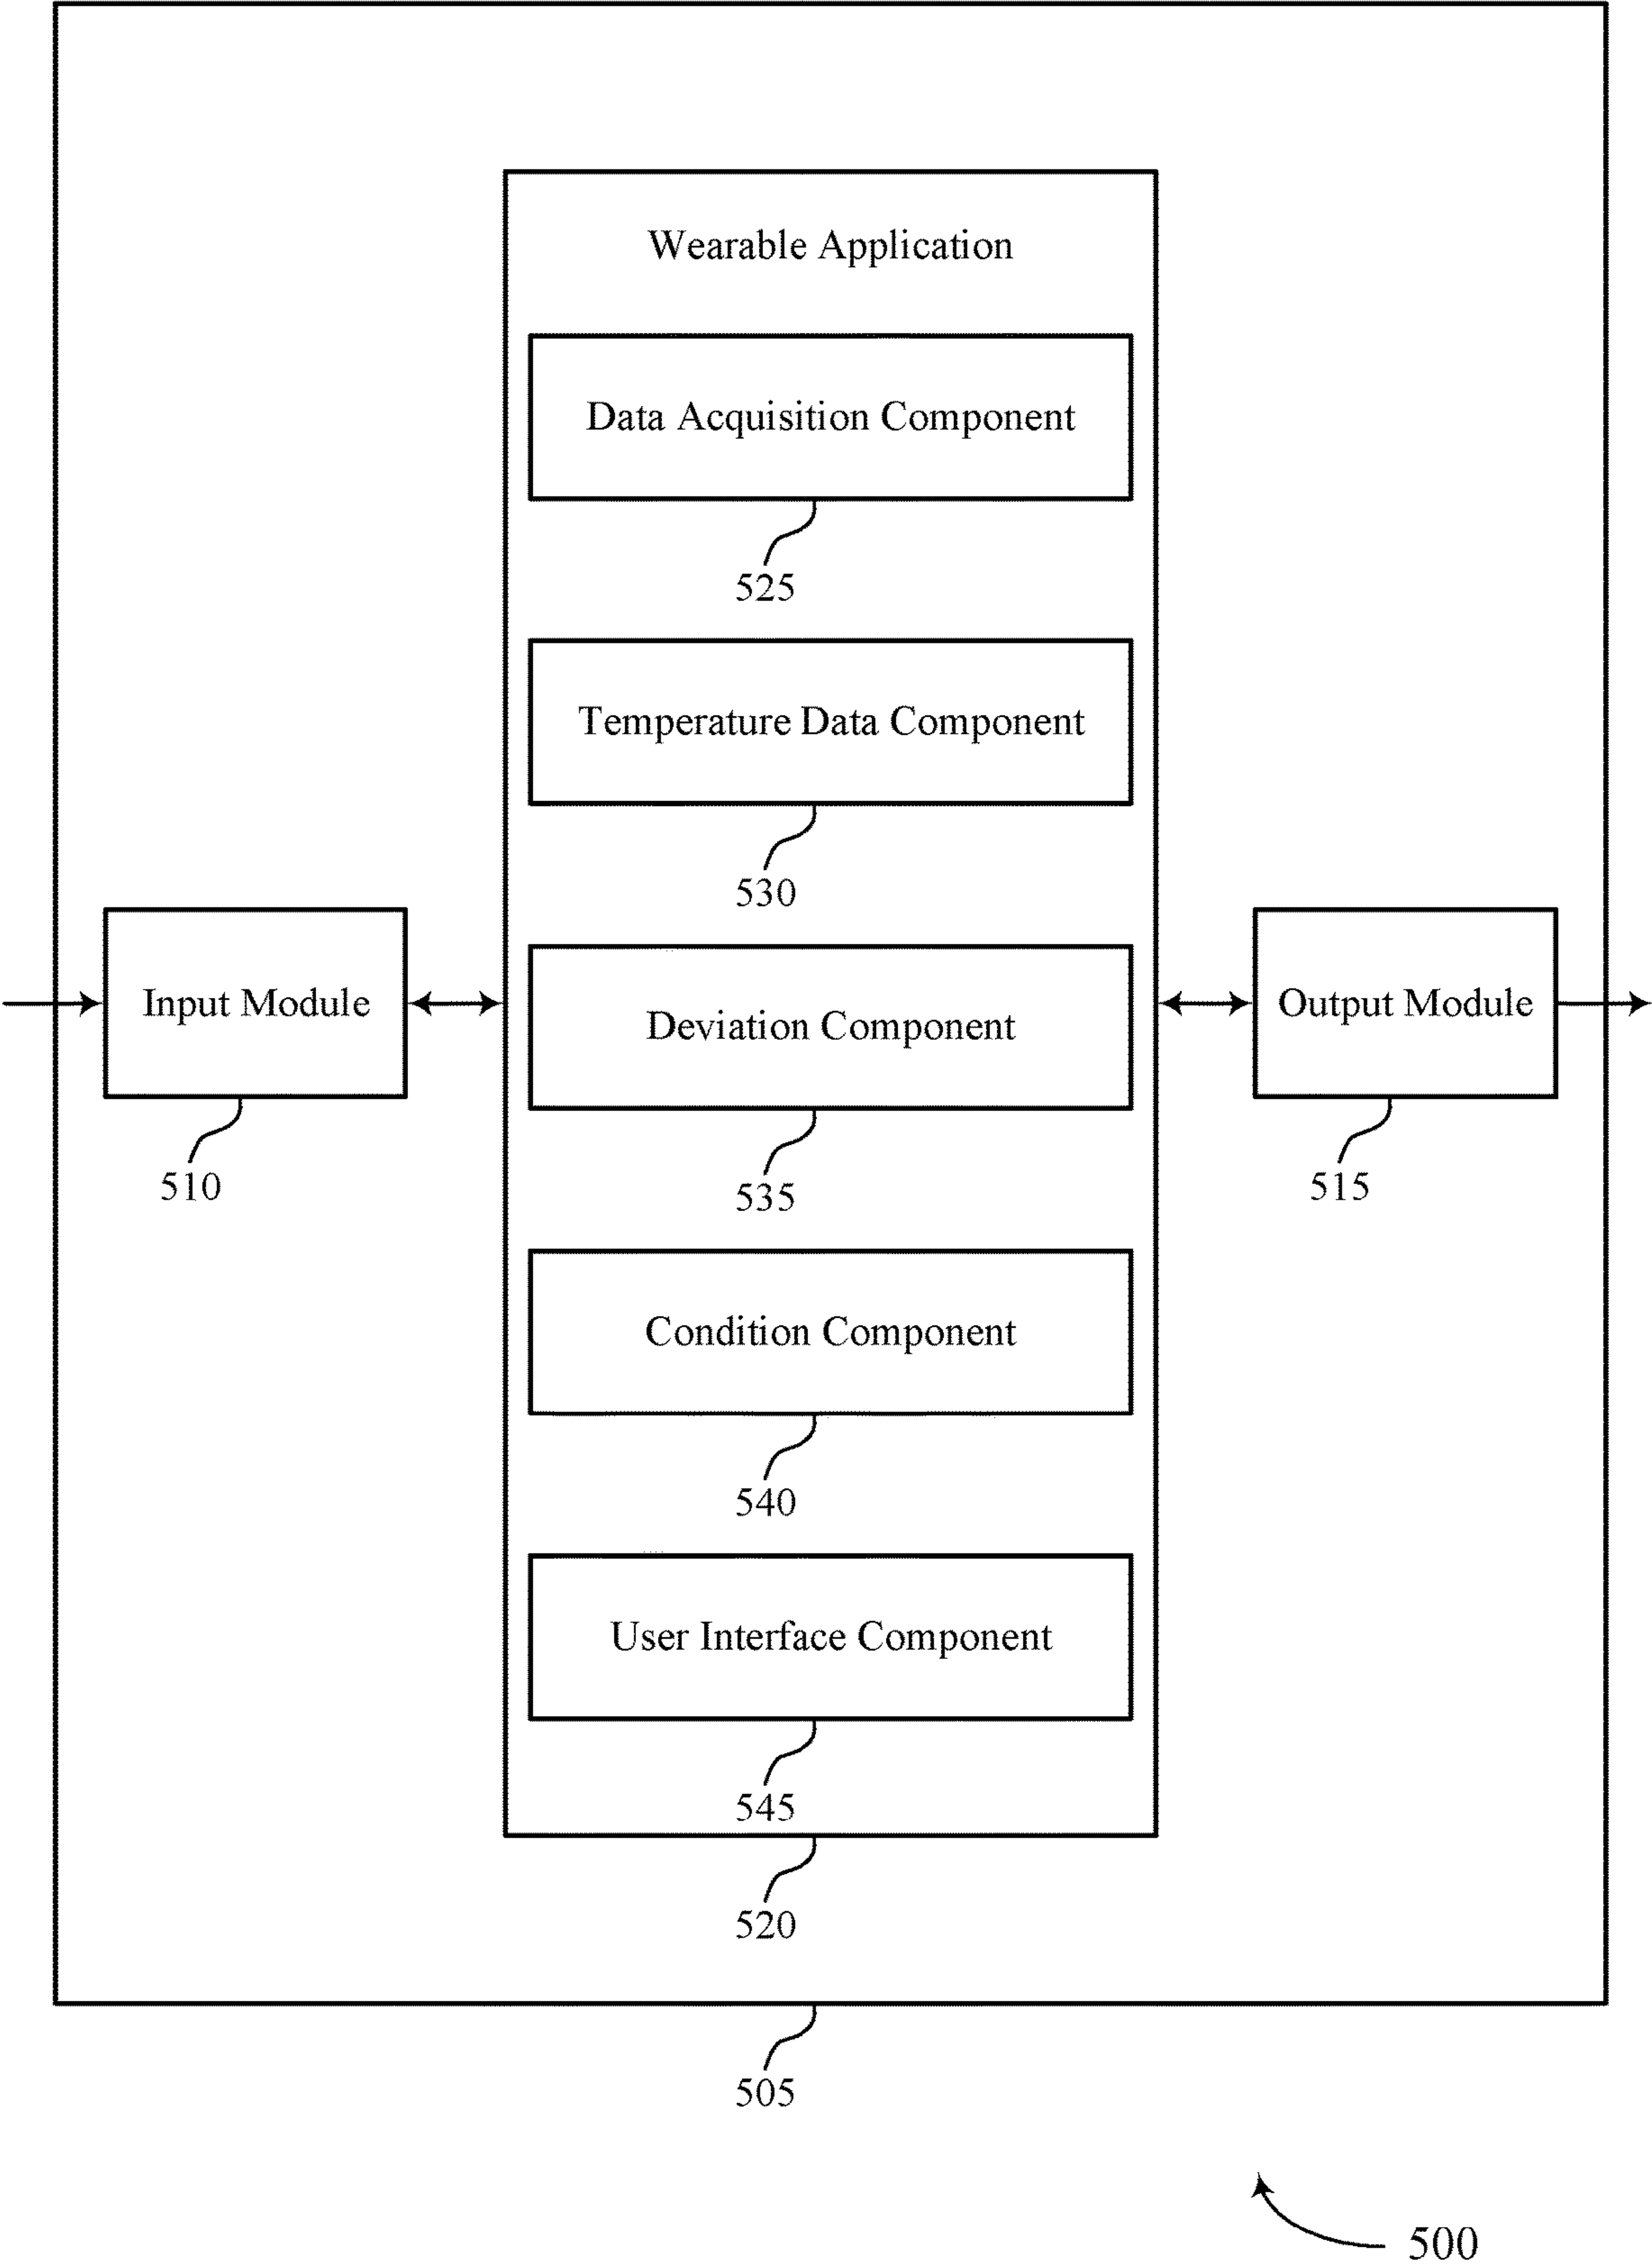 Wearable Application
Data Acquisition Component
525
Temperature Data Component
530
Input Module
510
Deviation Component
535
Output Module
515
Condition Component
540
User Interface Component
545
520
505
500